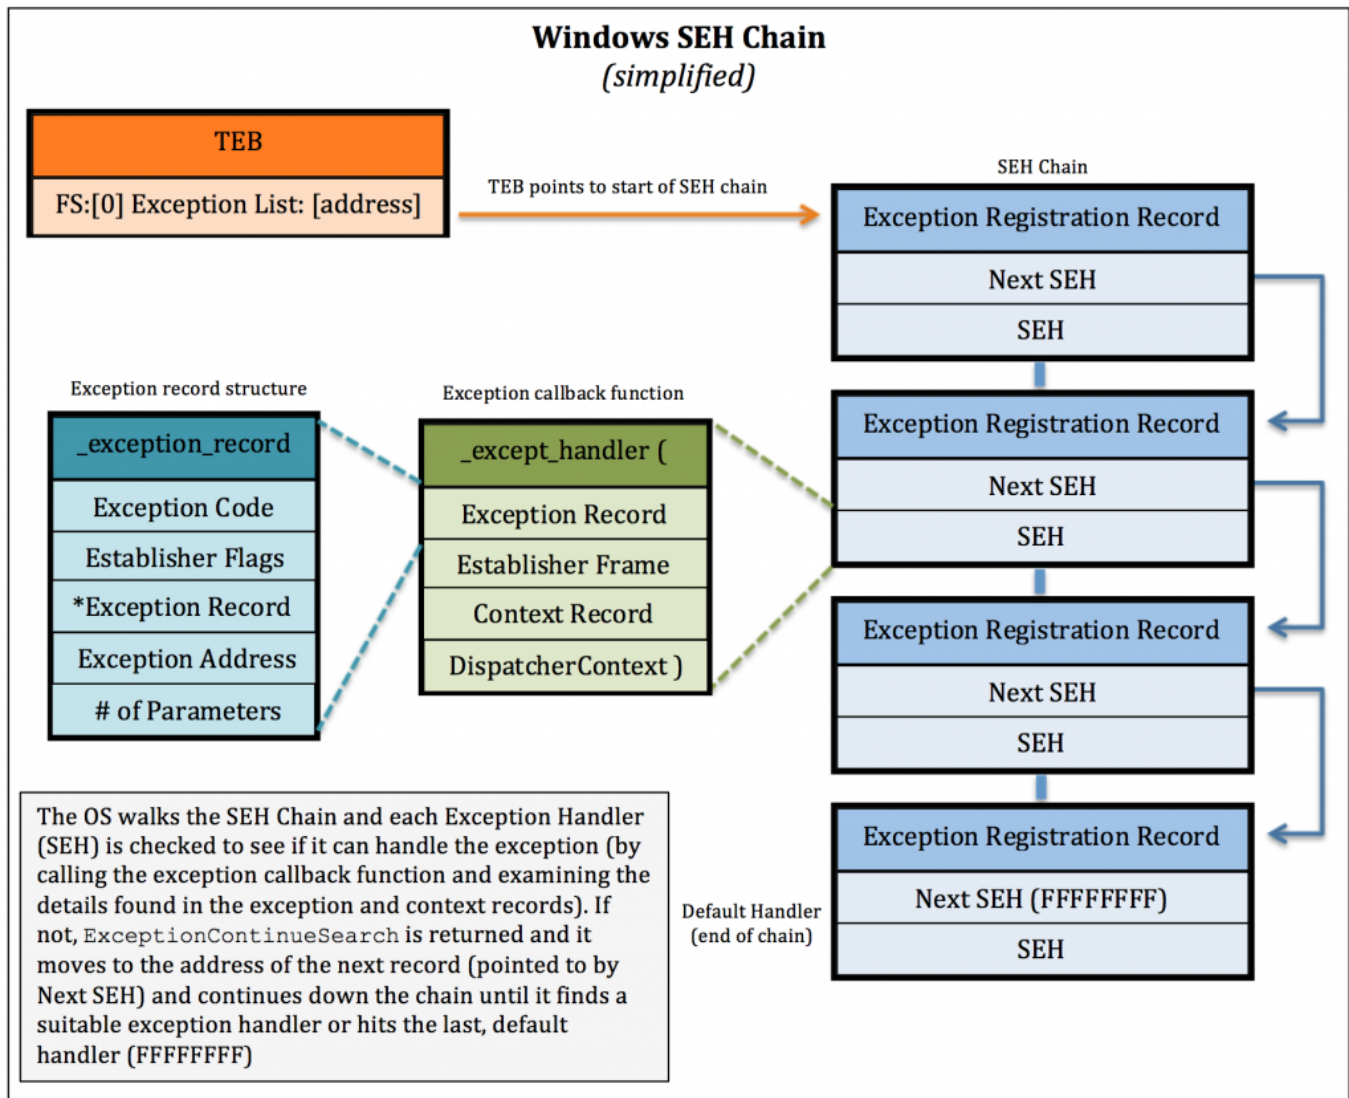 Windows SEH Chain
(simplified)
TEB
FS:[0] Exception List: [address]
TEB points to start of SEH chain
SEH Chain
Exception Registration Record
Next SEH
SEH
Exception Registration Record
Next SEH
SEH
Exception Registration Record
Next SEH
SEH
Default Handler
(end of chain)
Exception Registration Record
Next SEH (FFFFFFFF)
SEH
Exception callback function
_except_handler (
Exception Record
Establisher Frame
Context Record
DispatcherContext )
Exception record structure
_exception_record
Exception Code
Establisher Flags
*Exception Record
Exception Address
# of Parameters
The OS walks the SEH Chain and each Exception Handler
(SEH) is checked to see if it can handle the exception (by
calling the exception callback function and examining the
details found in the exception and context records). If
not, ExceptionContinueSearch is returned and it
moves to the address of the next record (pointed to by
Next SEH) and continues down the chain until it finds a
suitable exception handler or hits the last, default
handler (FFFFFFFF)